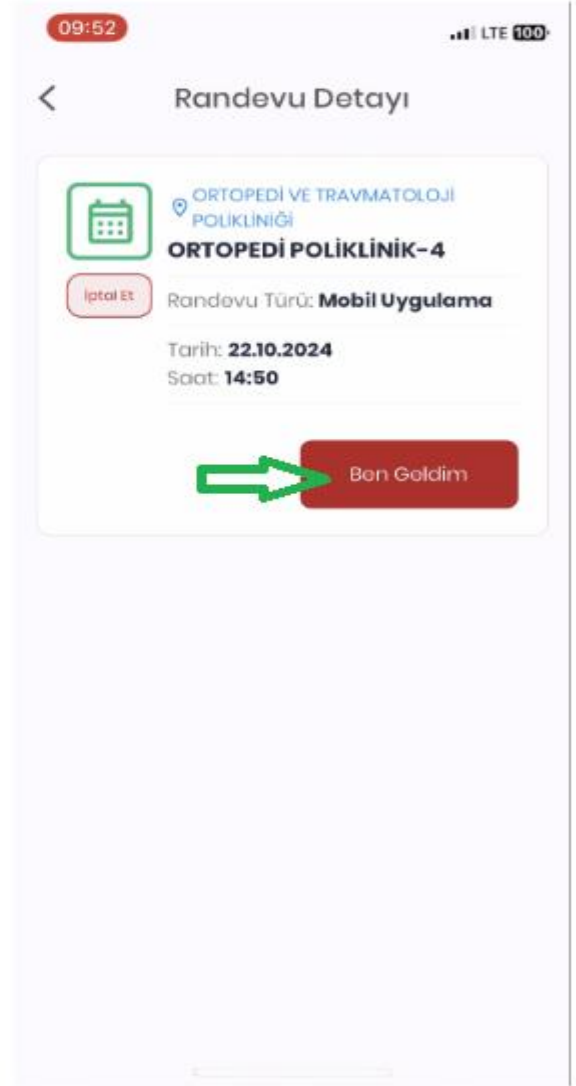 09:52
LTE 100
Randevu Detayı
ORTOPEDİ VE TRAVMATOLOJİ
POLİKLİNİĞİ
ORTOPEDİ POLİKLİNİK-4
İptal Et
Randevu Türü: Mobil Uygulama
Tarih: 22.10.2024
Saat: 14:50
Ben Geldim